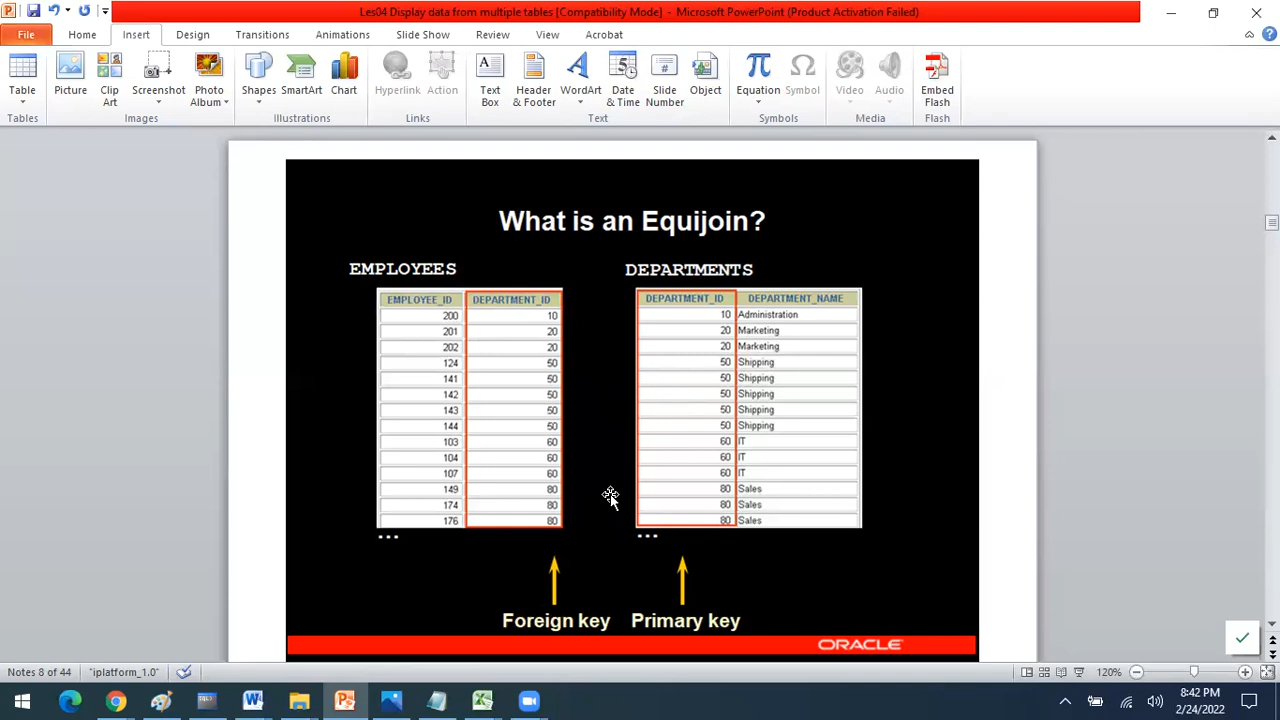 Les04 Display data from multiple tables [Compatibility Mode] - Microsoft PowerPoint (Product Activation Failed)
File Home Insert Design Transitions Animations Slide Show Review View Acrobat
Table Picture Clip Art Screenshot Photo Album Shapes SmartArt Chart Hyperlink Action Text Box Header & Footer WordArt Date & Time Slide Number Object Equation Symbol Video Audio Embed Flash
Tables Images Illustrations Links Text Symbols Media Flash
What is an Equijoin?
EMPLOYEES DEPARTMENTS
EMPLOYEE_ID DEPARTMENT_ID DEPARTMENT_ID DEPARTMENT_NAME
200 10 10 Administration
201 20 20 Marketing
202 20 20 Marketing
124 50 50 Shipping
141 50 50 Shipping
142 50 50 Shipping
143 50 50 Shipping
144 50 50 Shipping
103 60 60 IT
104 60 60 IT
107 60 60 IT
149 80 80 Sales
174 80 80 Sales
176 80 80 Sales
... ...
Foreign key Primary key
ORACLE
Notes 8 of 44 "iplatform_1.0" 120%
8:42 PM
2/24/2022